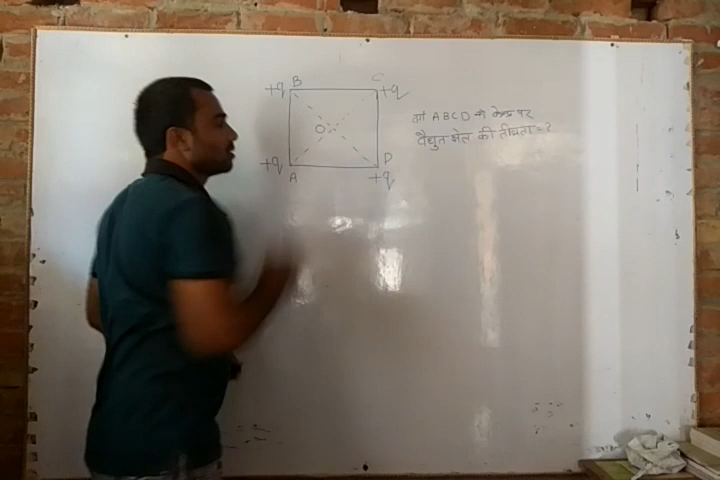 +q B C +q
O
+q A D +q
वर्ग ABCD के केन्द्र पर
वैद्युत क्षेत्र की तीव्रता = ?